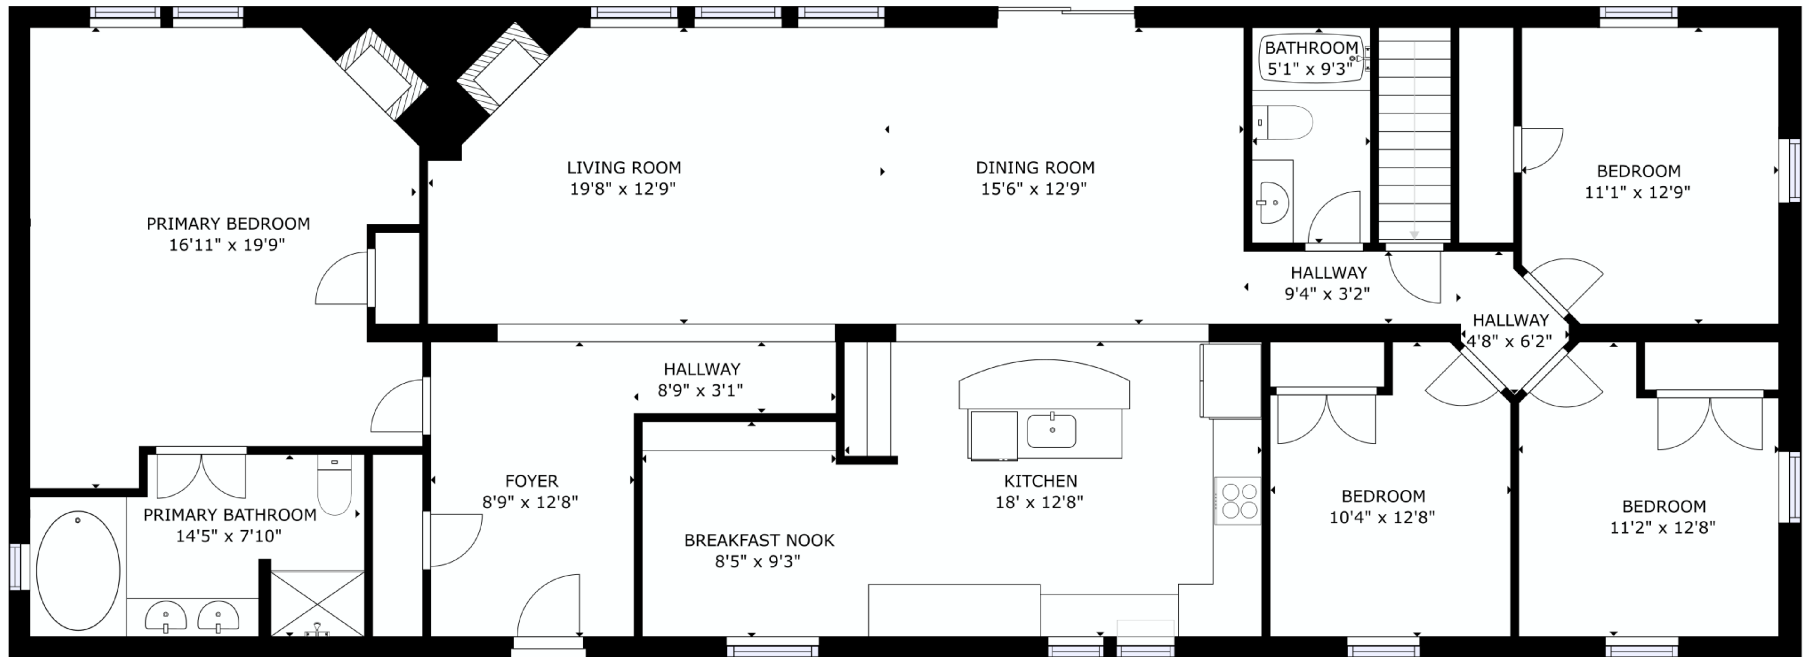 BATHROOM
5'1" x 9'3"
LIVING ROOM
19'8" x 12'9"
DINING ROOM
15'6" x 12'9"
BEDROOM
11'1" x 12'9"
PRIMARY BEDROOM
16'11" x 19'9"
HALLWAY
9'4" x 3'2"
HALLWAY
4'8" x 6'2"
HALLWAY
8'9" x 3'1"
FOYER
8'9" x 12'8"
KITCHEN
18' x 12'8"
BEDROOM
10'4" x 12'8"
BEDROOM
11'2" x 12'8"
PRIMARY BATHROOM
14'5" x 7'10"
BREAKFAST NOOK
8'5" x 9'3"